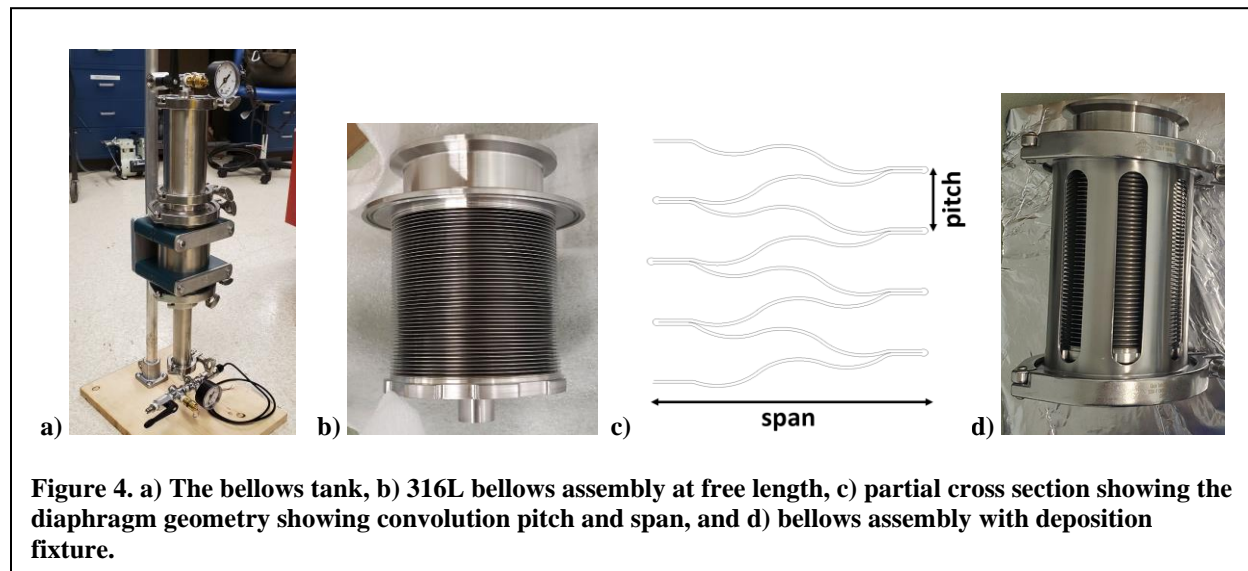 pitch
span
a)
b)
c)
d)
Figure 4. a) The bellows tank, b) 316L bellows assembly at free length, c) partial cross section showing the
diaphragm geometry showing convolution pitch and span, and d) bellows assembly with deposition
fixture.